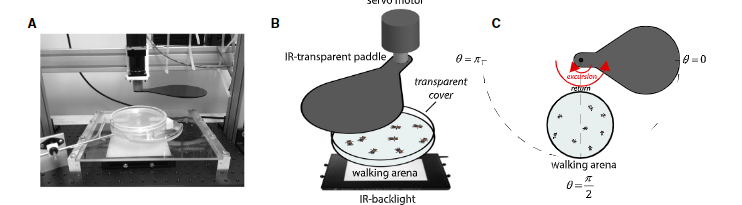 A
B
servo motor
IR-transparent paddle
transparent
cover
walking arena
IR-backlight
C
θ = π
θ = 0
excursion
return
walking arena
θ = π/2